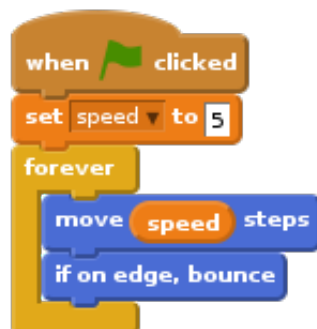 when clicked
set speed to 5
forever
move speed steps
if on edge, bounce